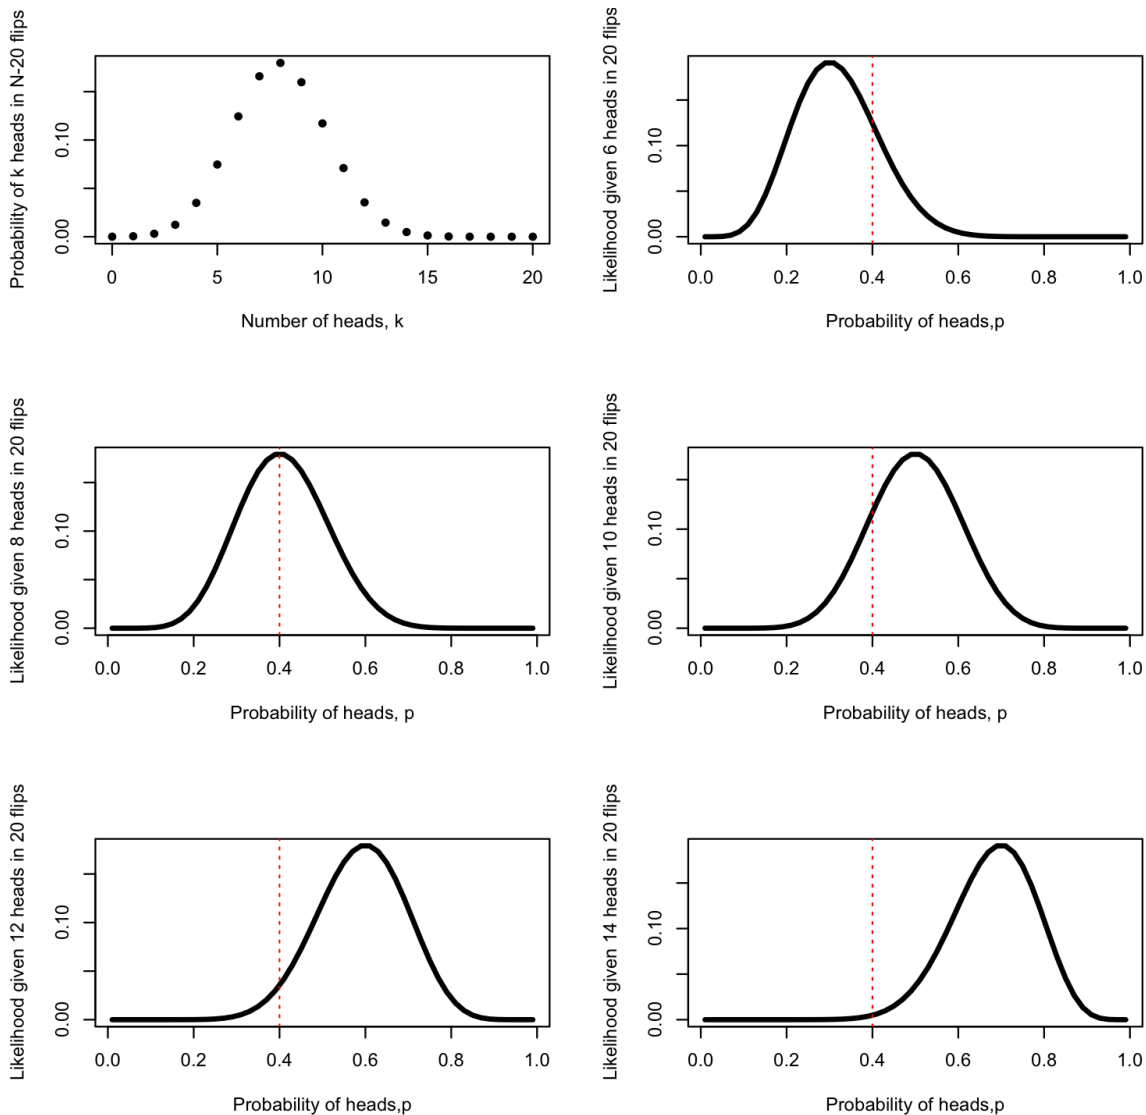 Probability of k heads in N-20 flips
0.00 0.10
0 5 10 15 20
Number of heads, k
Likelihood given 6 heads in 20 flips
0.00 0.10
0.0 0.2 0.4 0.6 0.8 1.0
Probability of heads,p
Likelihood given 8 heads in 20 flips
0.00 0.10
0.0 0.2 0.4 0.6 0.8 1.0
Probability of heads, p
Likelihood given 10 heads in 20 flips
0.00 0.10
0.0 0.2 0.4 0.6 0.8 1.0
Probability of heads, p
Likelihood given 12 heads in 20 flips
0.00 0.10
0.0 0.2 0.4 0.6 0.8 1.0
Probability of heads,p
Likelihood given 14 heads in 20 flips
0.00 0.10
0.0 0.2 0.4 0.6 0.8 1.0
Probability of heads,p